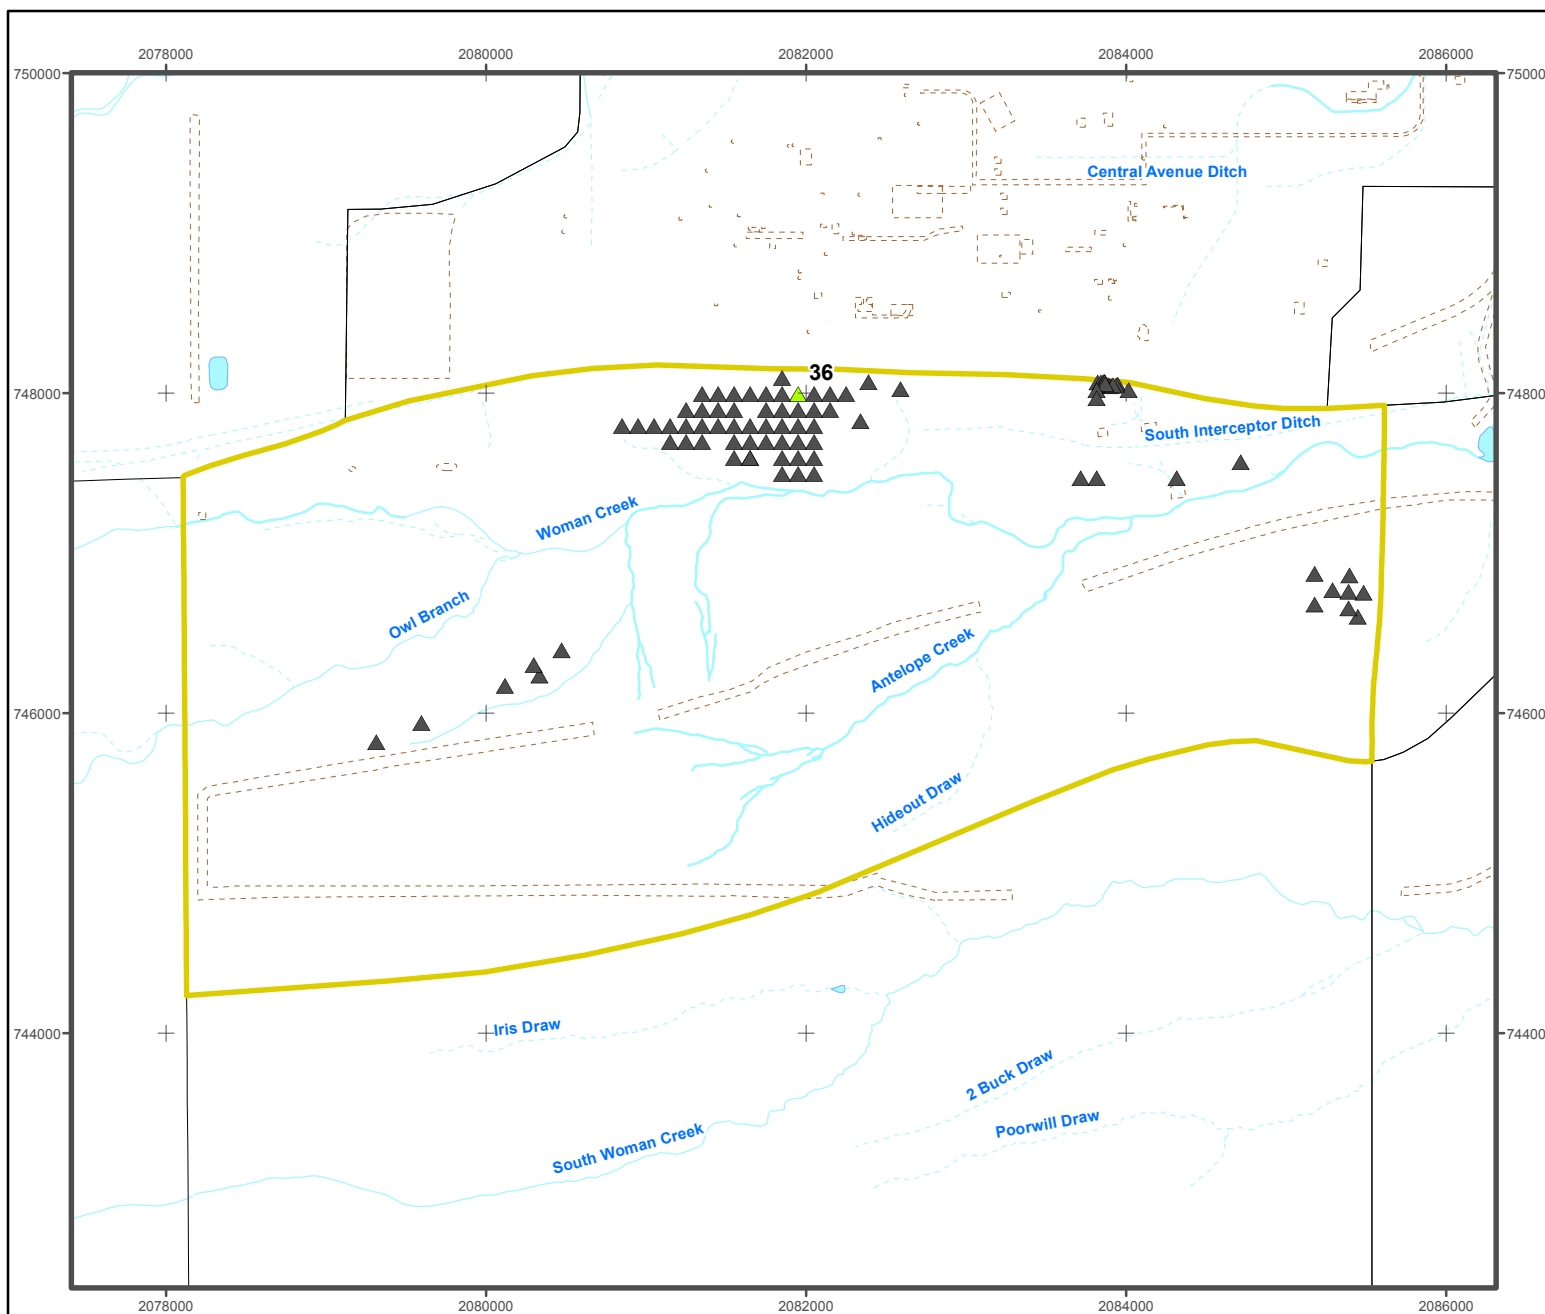 2078000 2080000 2082000 2084000 2086000
750000 750000
Central Avenue Ditch
36
748000 748000
South Interceptor Ditch
Woman Creek
Owl Branch
Antelope Creek
746000 746000
Hideout Draw
Iris Draw
744000 744000
2 Buck Draw
Poorwill Draw
South Woman Creek
2078000 2080000 2082000 2084000 2086000